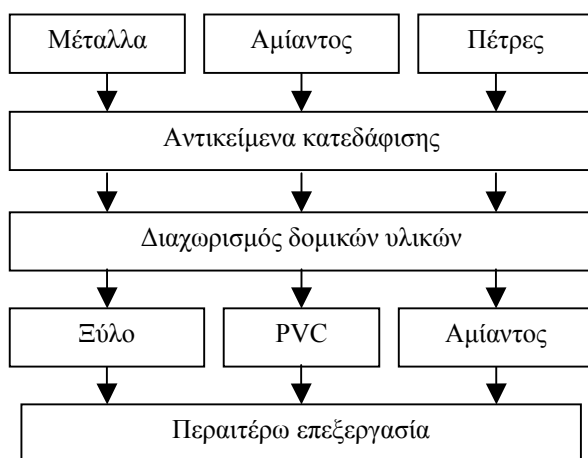 Μέταλλα Αμίαντος Πέτρες
Αντικείμενα κατεδάφισης
Διαχωρισμός δομικών υλικών
Ξύλο PVC Αμίαντος
Περαιτέρω επεξεργασία